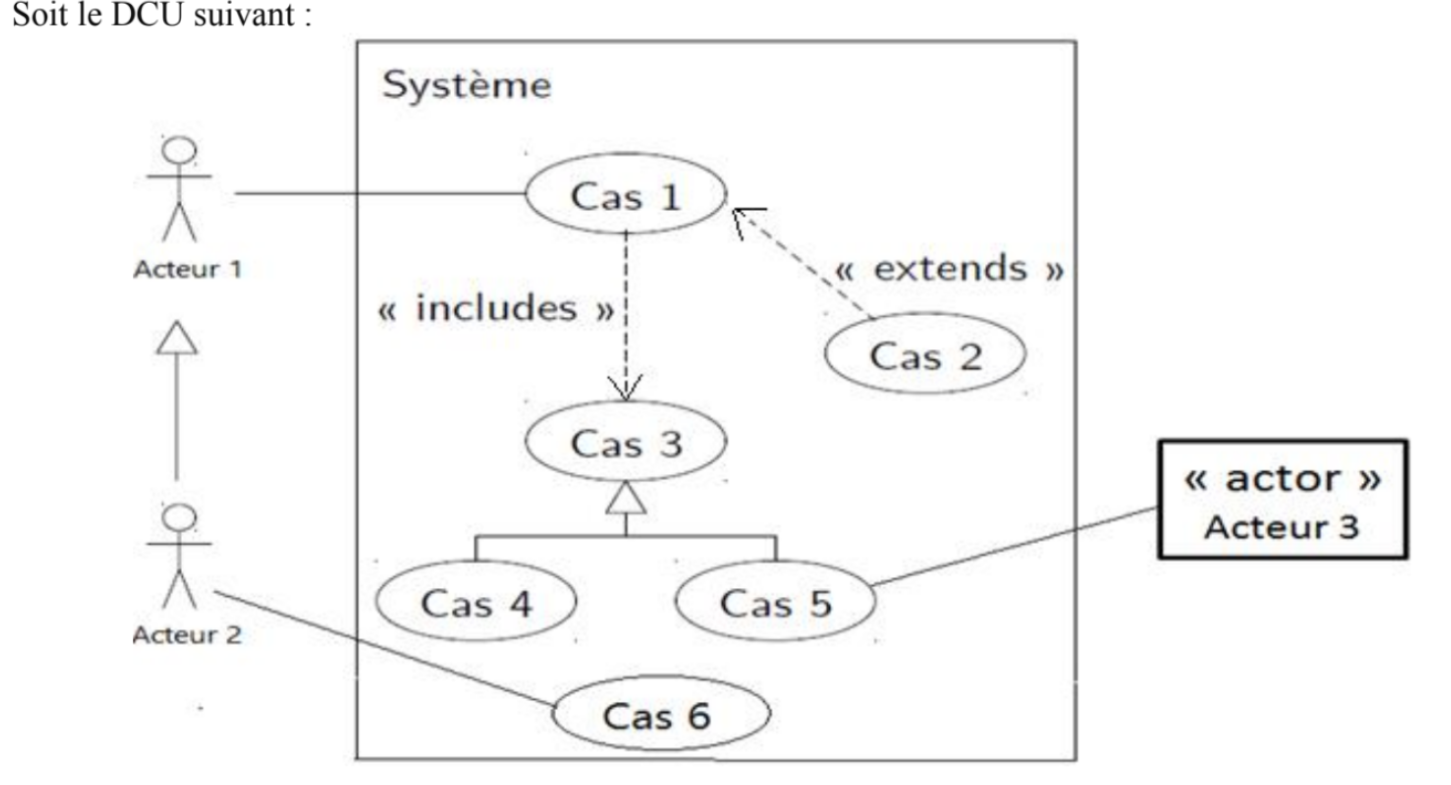 Soit le DCU suivant :
Système
Cas 1
Acteur 1
« extends »
« includes »
Cas 2
Cas 3
« actor »
Acteur 3
Cas 4
Cas 5
Acteur 2
Cas 6